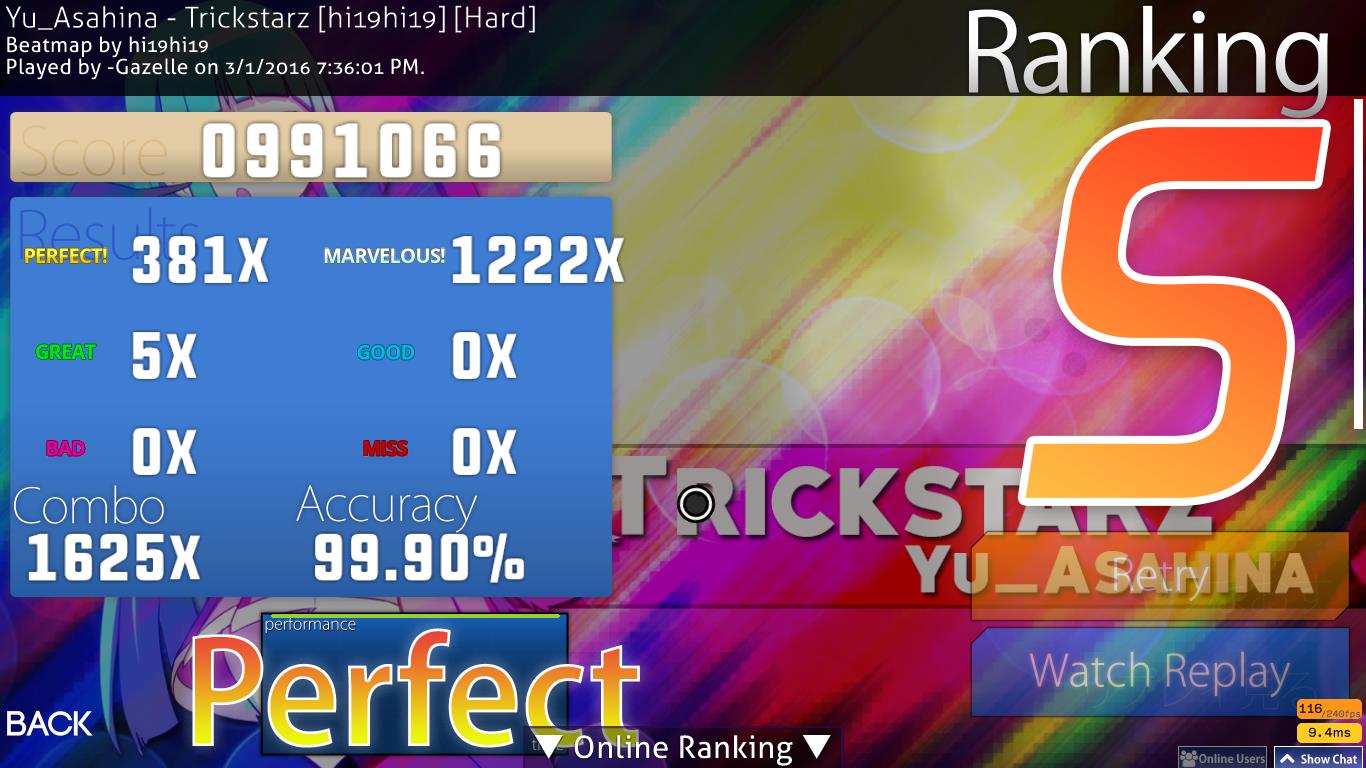 Yu_Asahina - Trickstarz [hi19hi19] [Hard]
Beatmap by hi19hi19
Played by -Gazelle on 3/1/2016 7:36:01 PM.
Ranking
Score 0991066
Results
PERFECT! 381X MARVELOUS! 1222X
GREAT 5X GOOD 0X
BAD 0X MISS 0X
Combo Accuracy
1625X 99.90%
TRICKSTARZ
YU_ASAHINA
Retry
performance
Perfect
Watch Replay
BACK
▼ Online Ranking ▼
116/240fps
9.4ms
Online Users Show Chat